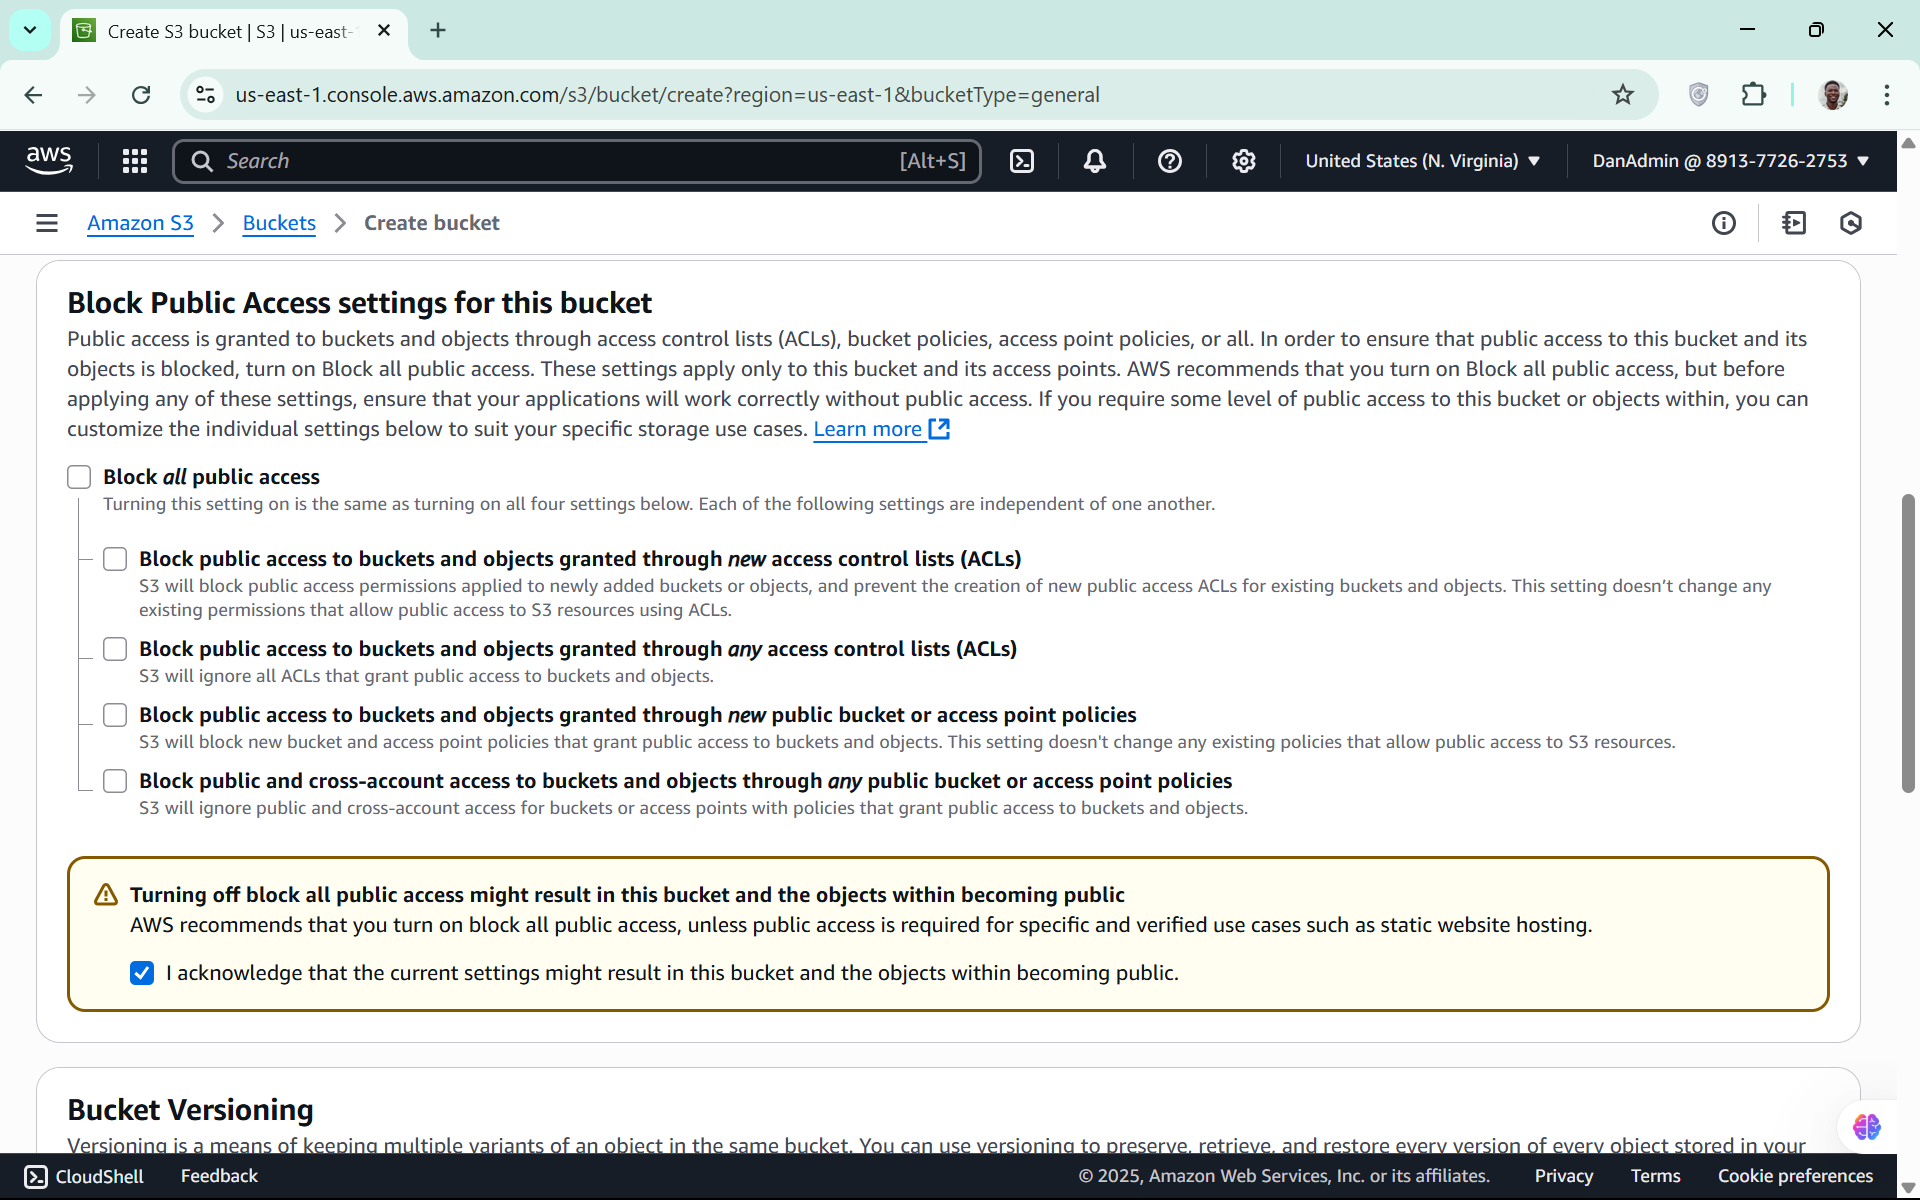 Create S3 bucket | S3 | us-east-
us-east-1.console.aws.amazon.com/s3/bucket/create?region=us-east-1&bucketType=general
aws
Search
[Alt+S]
United States (N. Virginia)
DanAdmin @ 8913-7726-2753
Amazon S3
Buckets
Create bucket
Block Public Access settings for this bucket
Public access is granted to buckets and objects through access control lists (ACLs), bucket policies, access point policies, or all. In order to ensure that public access to this bucket and its
objects is blocked, turn on Block all public access. These settings apply only to this bucket and its access points. AWS recommends that you turn on Block all public access, but before
applying any of these settings, ensure that your applications will work correctly without public access. If you require some level of public access to this bucket or objects within, you can
customize the individual settings below to suit your specific storage use cases. Learn more
Block all public access
Turning this setting on is the same as turning on all four settings below. Each of the following settings are independent of one another.
Block public access to buckets and objects granted through new access control lists (ACLs)
S3 will block public access permissions applied to newly added buckets or objects, and prevent the creation of new public access ACLs for existing buckets and objects. This setting doesn’t change any
existing permissions that allow public access to S3 resources using ACLs.
Block public access to buckets and objects granted through any access control lists (ACLs)
S3 will ignore all ACLs that grant public access to buckets and objects.
Block public access to buckets and objects granted through new public bucket or access point policies
S3 will block new bucket and access point policies that grant public access to buckets and objects. This setting doesn't change any existing policies that allow public access to S3 resources.
Block public and cross-account access to buckets and objects through any public bucket or access point policies
S3 will ignore public and cross-account access for buckets or access points with policies that grant public access to buckets and objects.
Turning off block all public access might result in this bucket and the objects within becoming public
AWS recommends that you turn on block all public access, unless public access is required for specific and verified use cases such as static website hosting.
I acknowledge that the current settings might result in this bucket and the objects within becoming public.
Bucket Versioning
Versioning is a means of keeping multiple variants of an object in the same bucket. You can use versioning to preserve, retrieve, and restore every version of every object stored in your
CloudShell
Feedback
© 2025, Amazon Web Services, Inc. or its affiliates.
Privacy
Terms
Cookie preferences